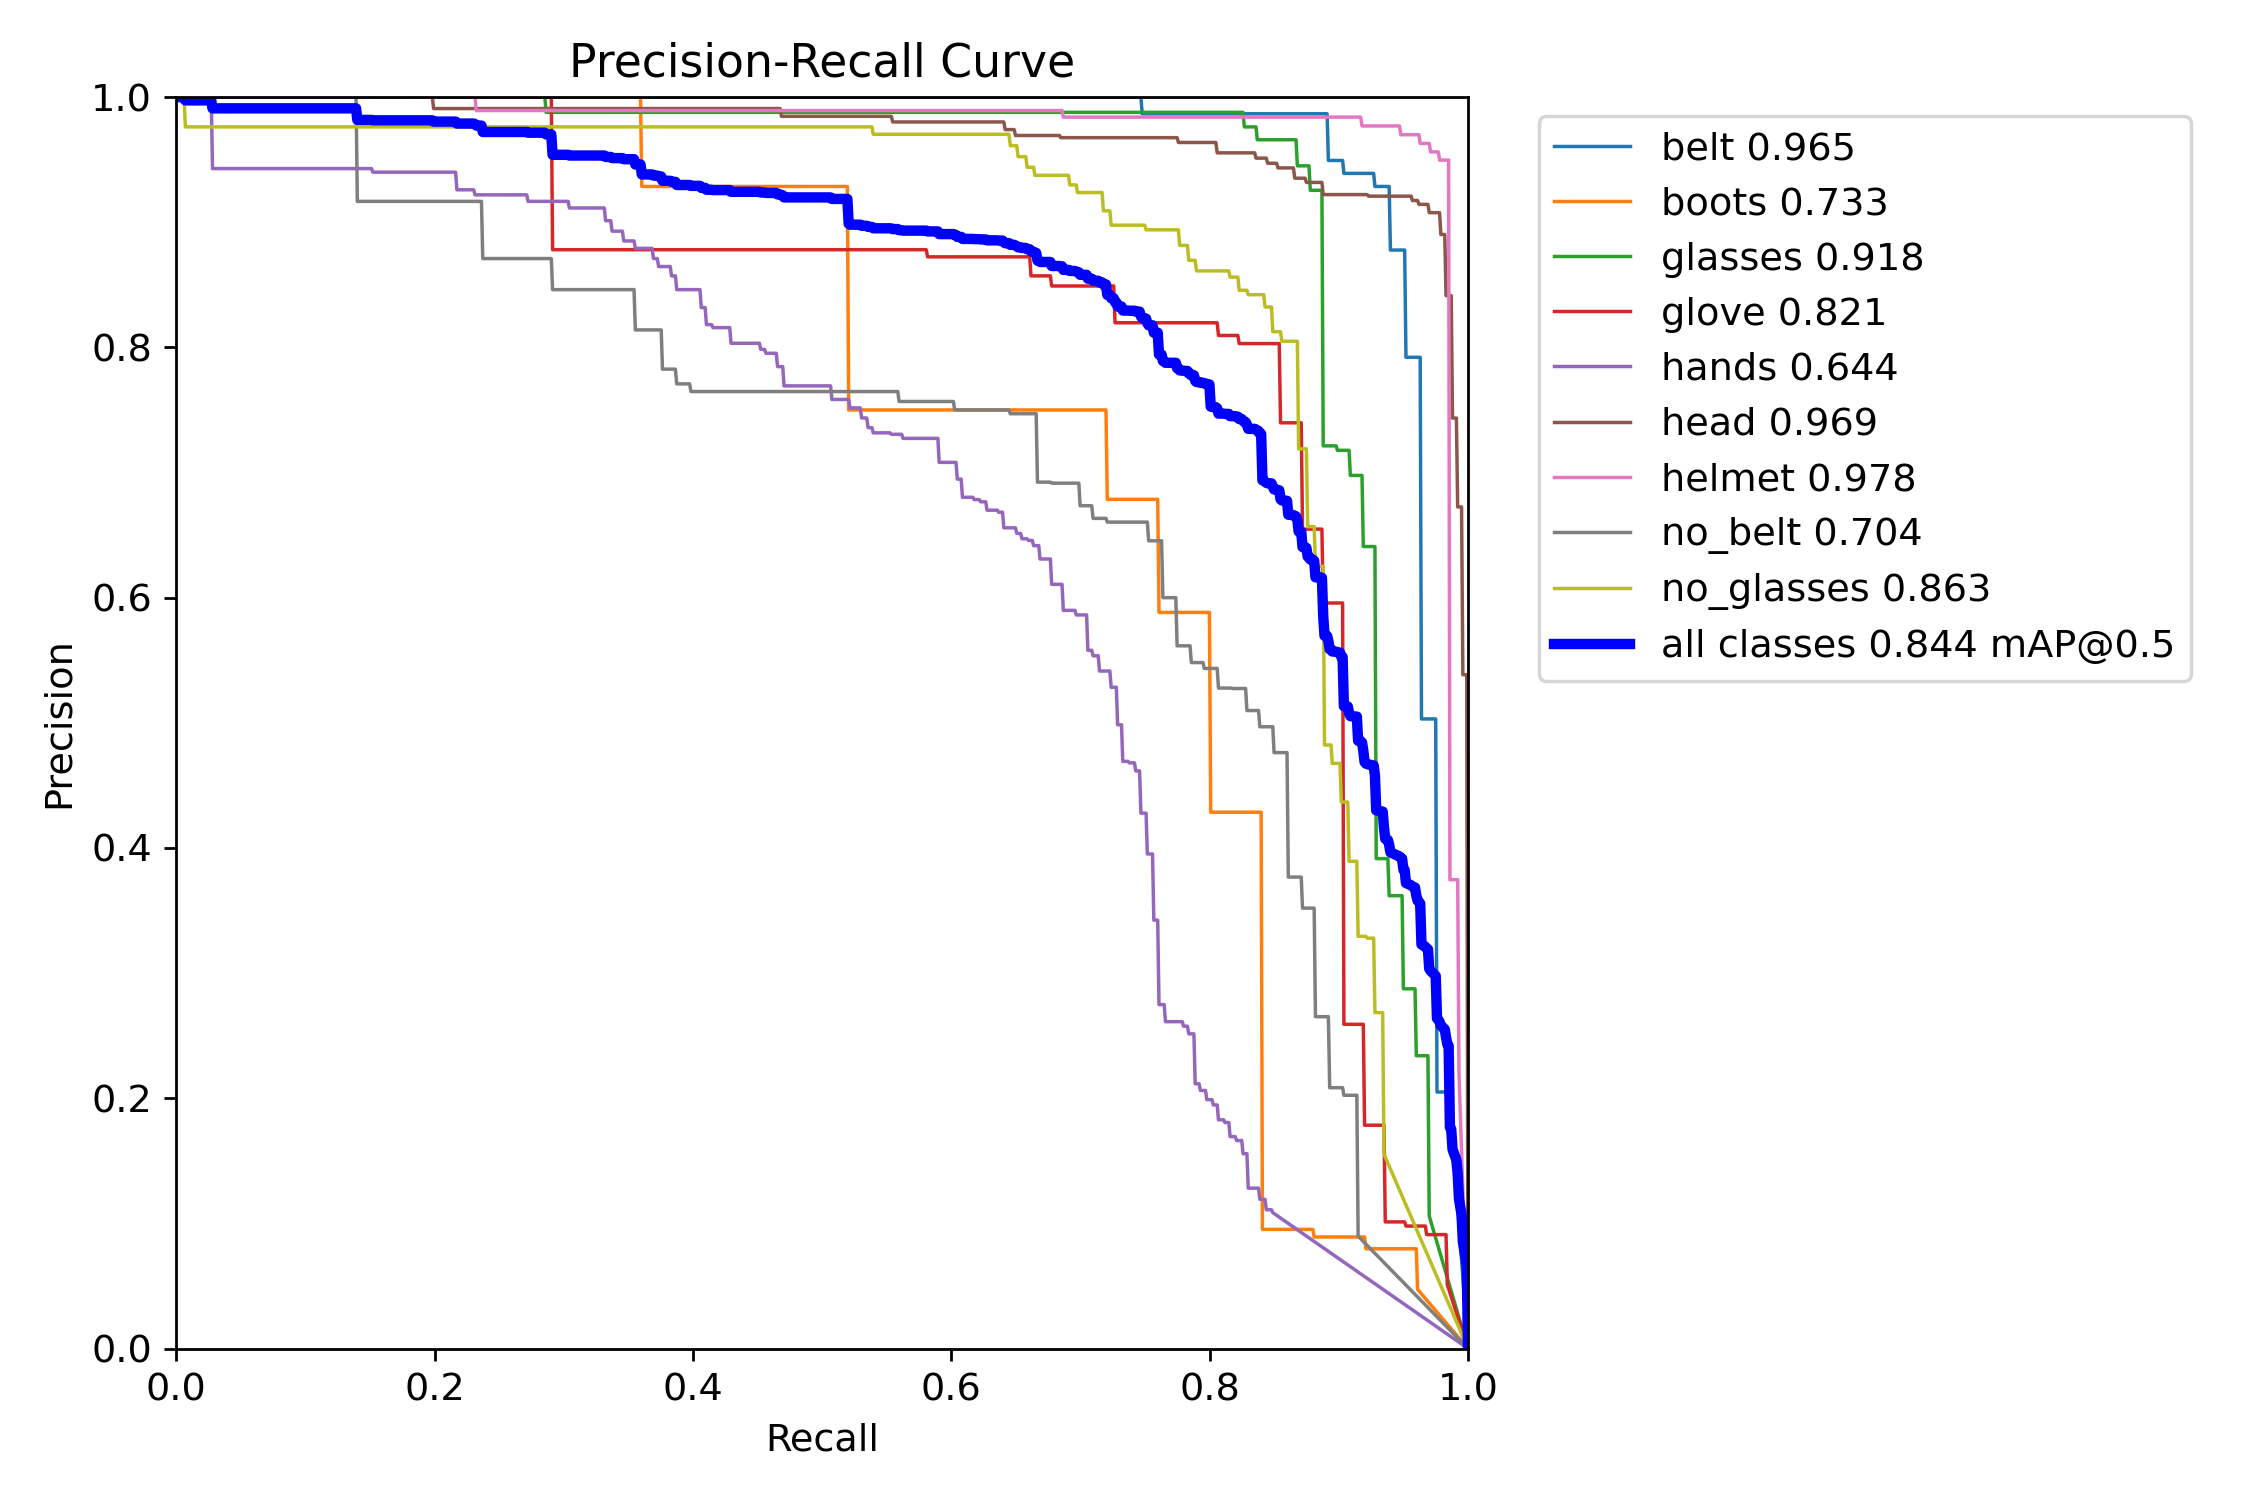 Precision-Recall Curve
1.0
0.8
0.6
0.4
0.2
0.0
Precision
0.0 0.2 0.4 0.6 0.8 1.0
Recall
belt 0.965
boots 0.733
glasses 0.918
glove 0.821
hands 0.644
head 0.969
helmet 0.978
no_belt 0.704
no_glasses 0.863
all classes 0.844 mAP@0.5